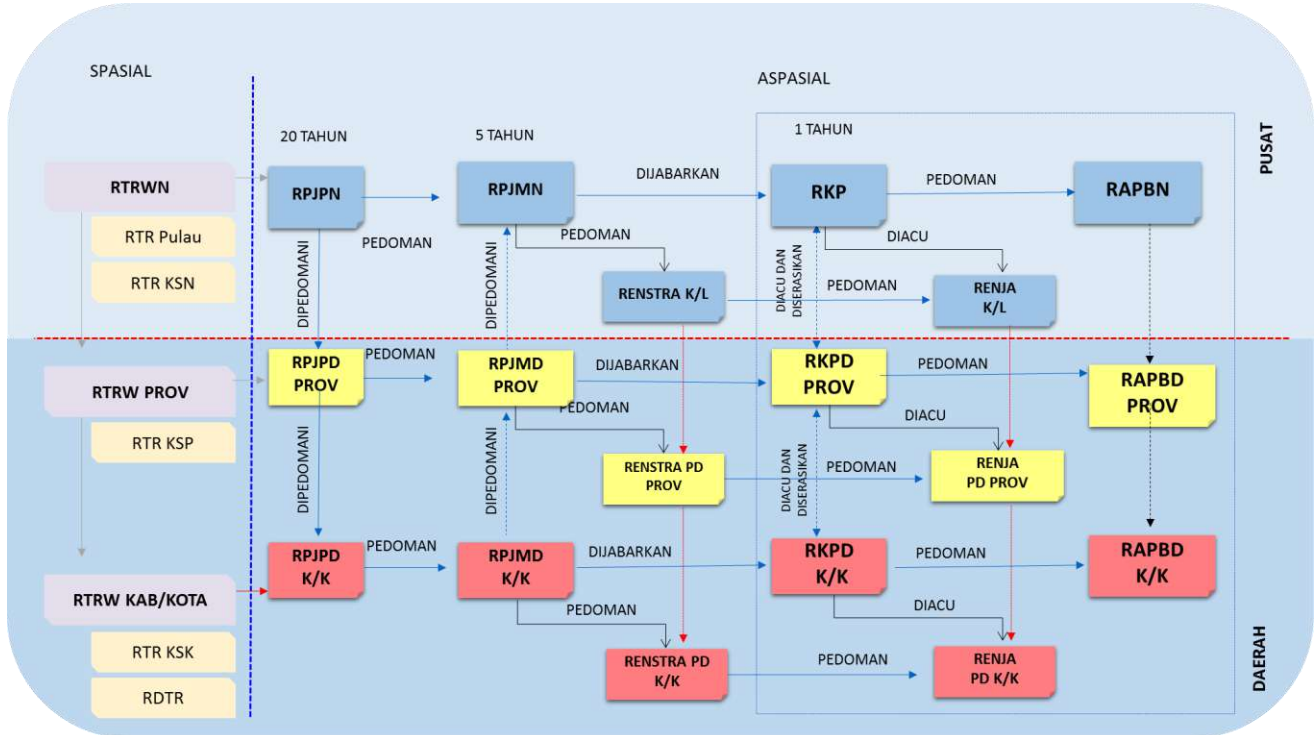 SPASIAL
ASPASIAL
PUSAT
20 TAHUN
5 TAHUN
1 TAHUN
RTRWN
RPJPN
RPJMN
DIJABARKAN
RKP
PEDOMAN
RAPBN
RTR Pulau
RTR KSN
DIPEDOMANI
PEDOMAN
DIPEDOMANI
PEDOMAN
RENSTRA K/L
DIACU DAN
DISERASIKAN
PEDOMAN
DIACU
RENJA
K/L
RTRW PROV
RPJPD
PROV
PEDOMAN
RPJMD
PROV
DIJABARKAN
RKPD
PROV
PEDOMAN
RAPBD
PROV
RTR KSP
DIPEDOMANI
DIPEDOMANI
PEDOMAN
RENSTRA PD
PROV
DIACU DAN
DISERASIKAN
PEDOMAN
DIACU
RENJA
PD PROV
RTRW KAB/KOTA
RPJPD
K/K
PEDOMAN
RPJMD
K/K
DIJABARKAN
RKPD
K/K
PEDOMAN
RAPBD
K/K
RTR KSK
RDTR
PEDOMAN
RENSTRA PD
K/K
PEDOMAN
DIACU
RENJA
PD K/K
DAERAH